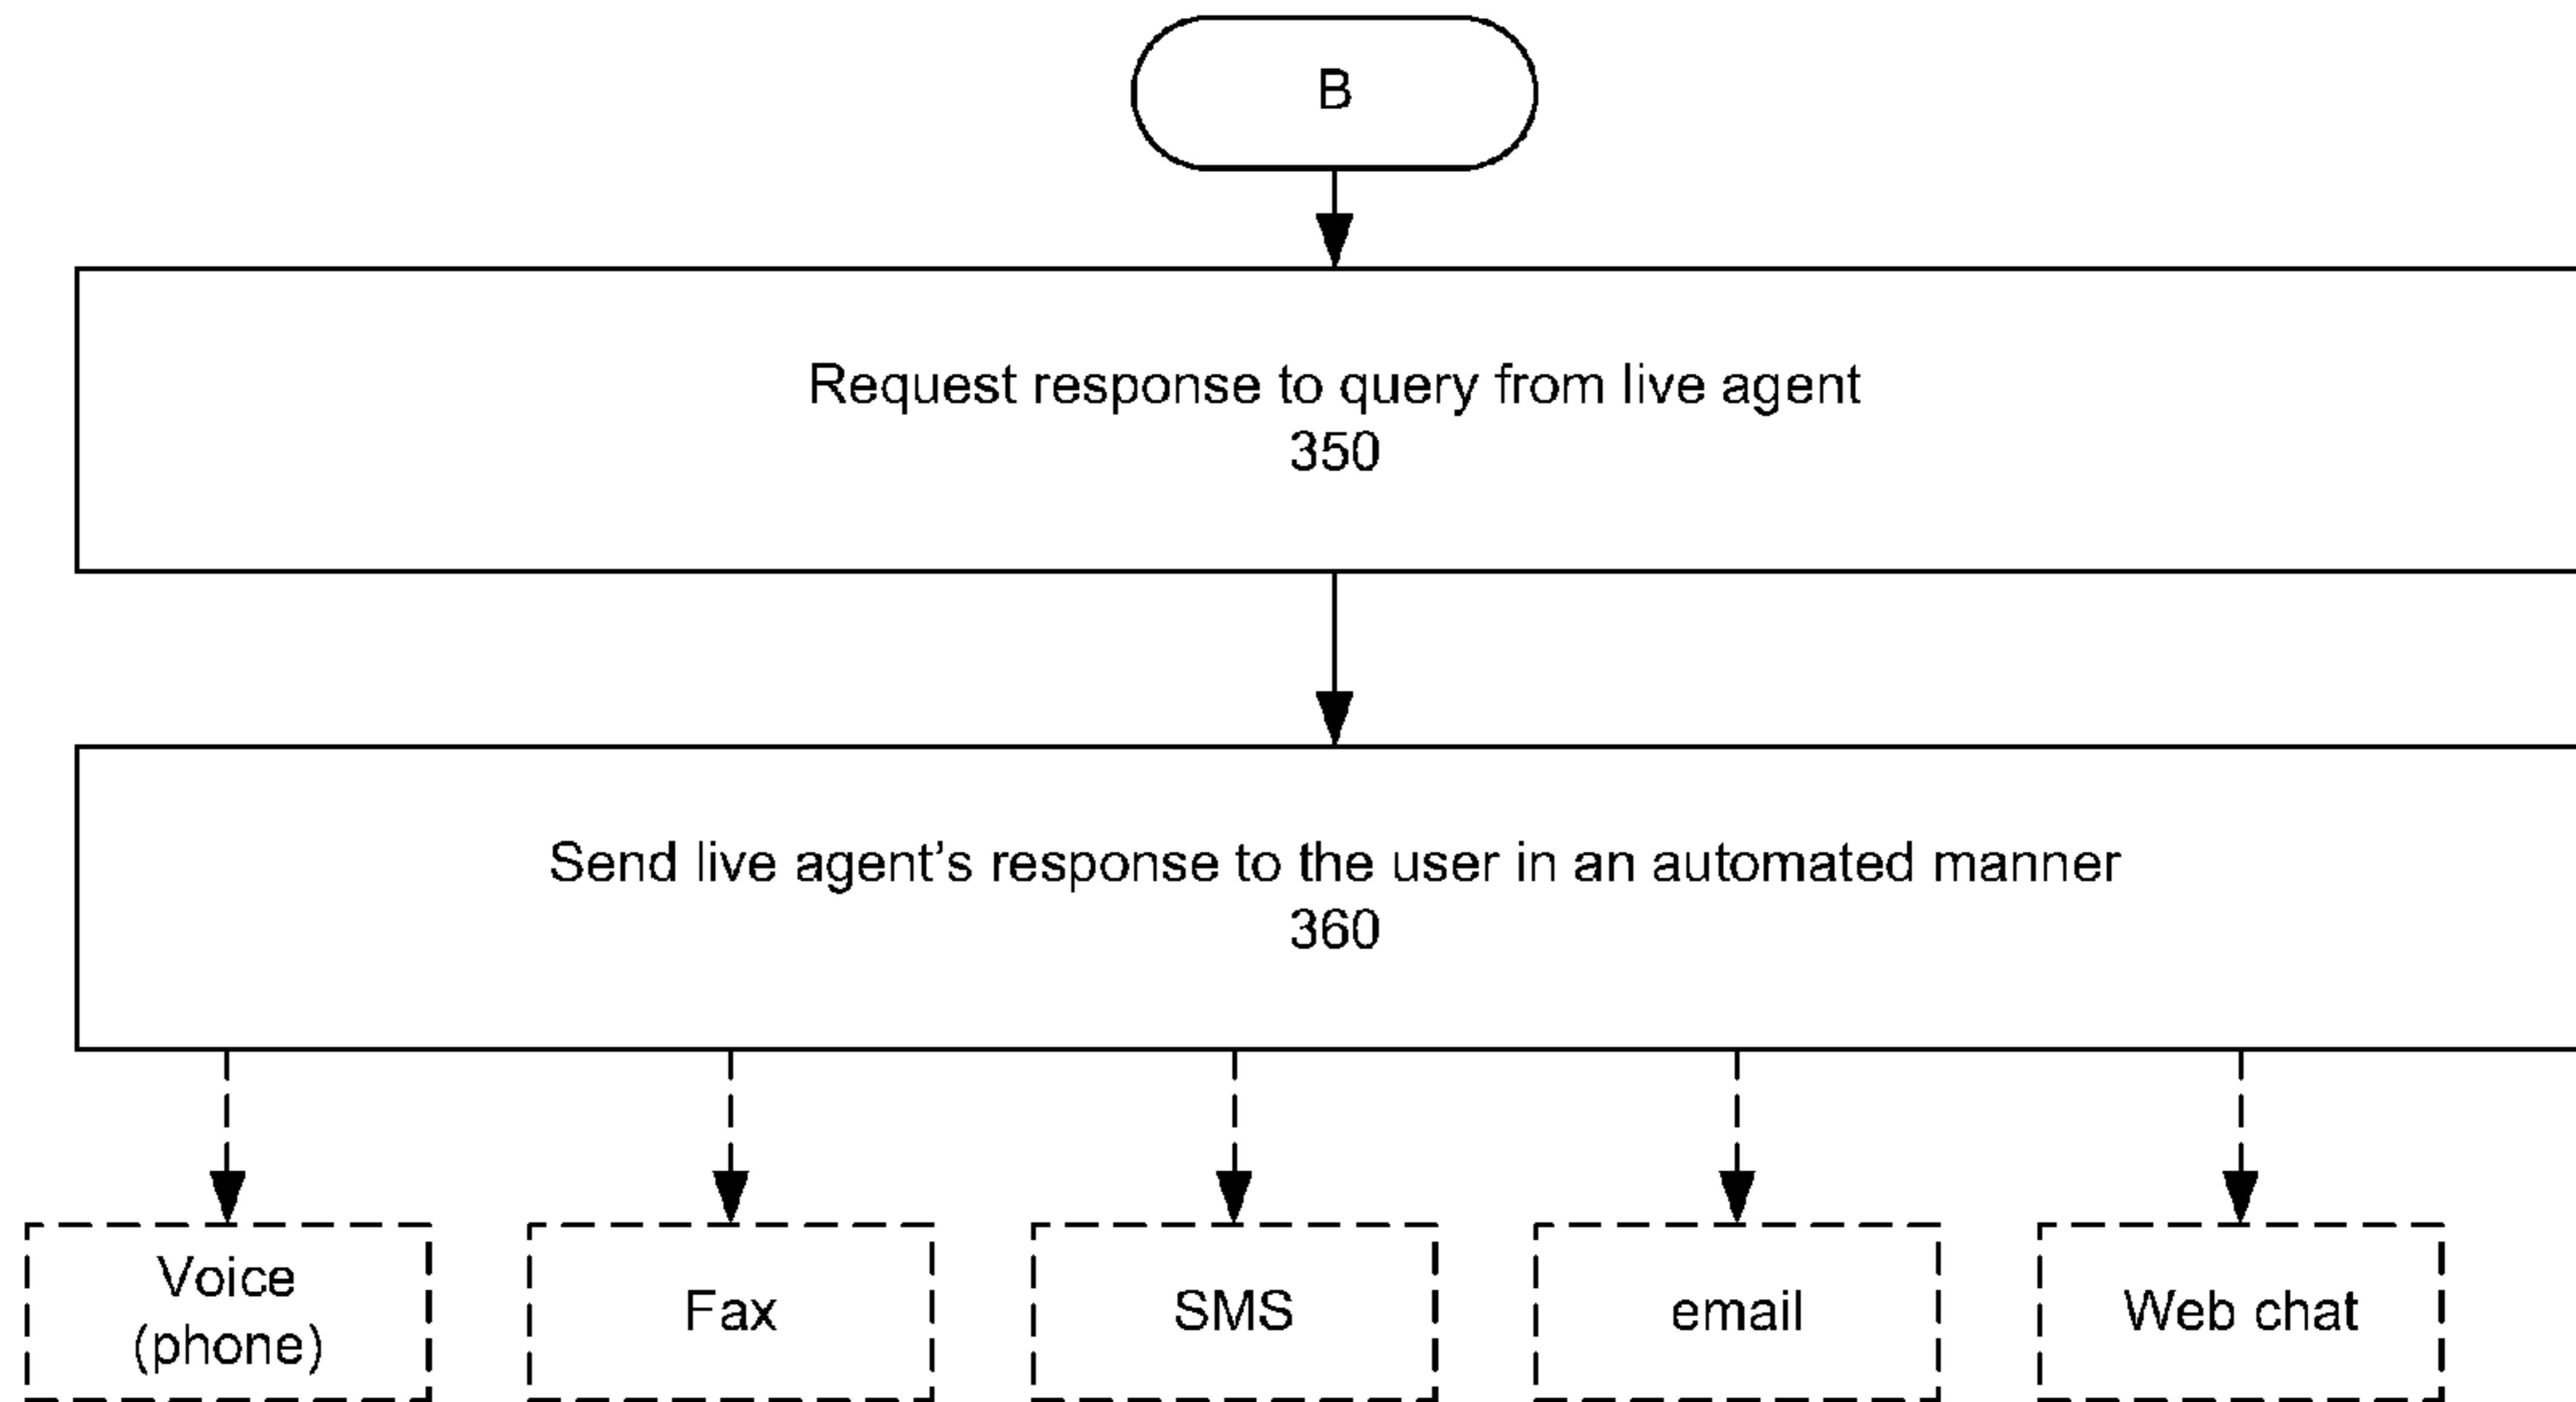 B
Request response to query from live agent
350
Send live agent’s response to the user in an automated manner
360
Voice
(phone)
Fax
SMS
email
Web chat